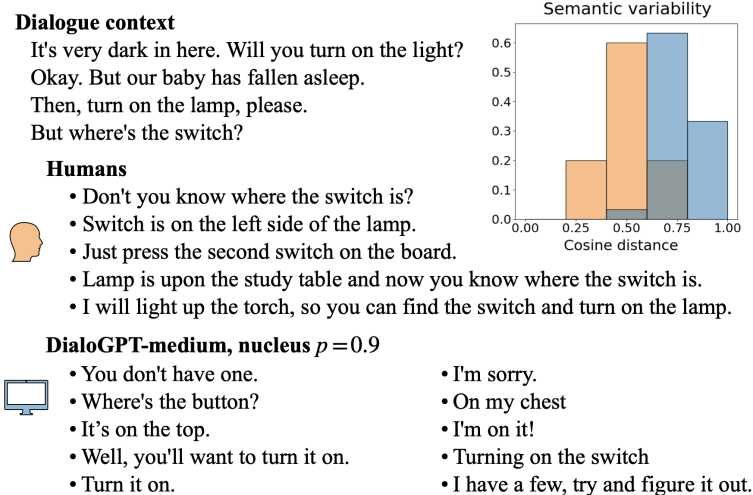 Dialogue context
It's very dark in here. Will you turn on the light?
Okay. But our baby has fallen asleep.
Then, turn on the lamp, please.
But where's the switch?
Semantic variability
0.6
0.5
0.4
0.3
0.2
0.1
0.0
0.00 0.25 0.50 0.75 1.00
Cosine distance
Humans
• Don't you know where the switch is?
• Switch is on the left side of the lamp.
• Just press the second switch on the board.
• Lamp is upon the study table and now you know where the switch is.
• I will light up the torch, so you can find the switch and turn on the lamp.
DialoGPT-medium, nucleus p = 0.9
• You don't have one.
• Where's the button?
• It’s on the top.
• Well, you'll want to turn it on.
• Turn it on.
• I'm sorry.
• On my chest
• I'm on it!
• Turning on the switch
• I have a few, try and figure it out.